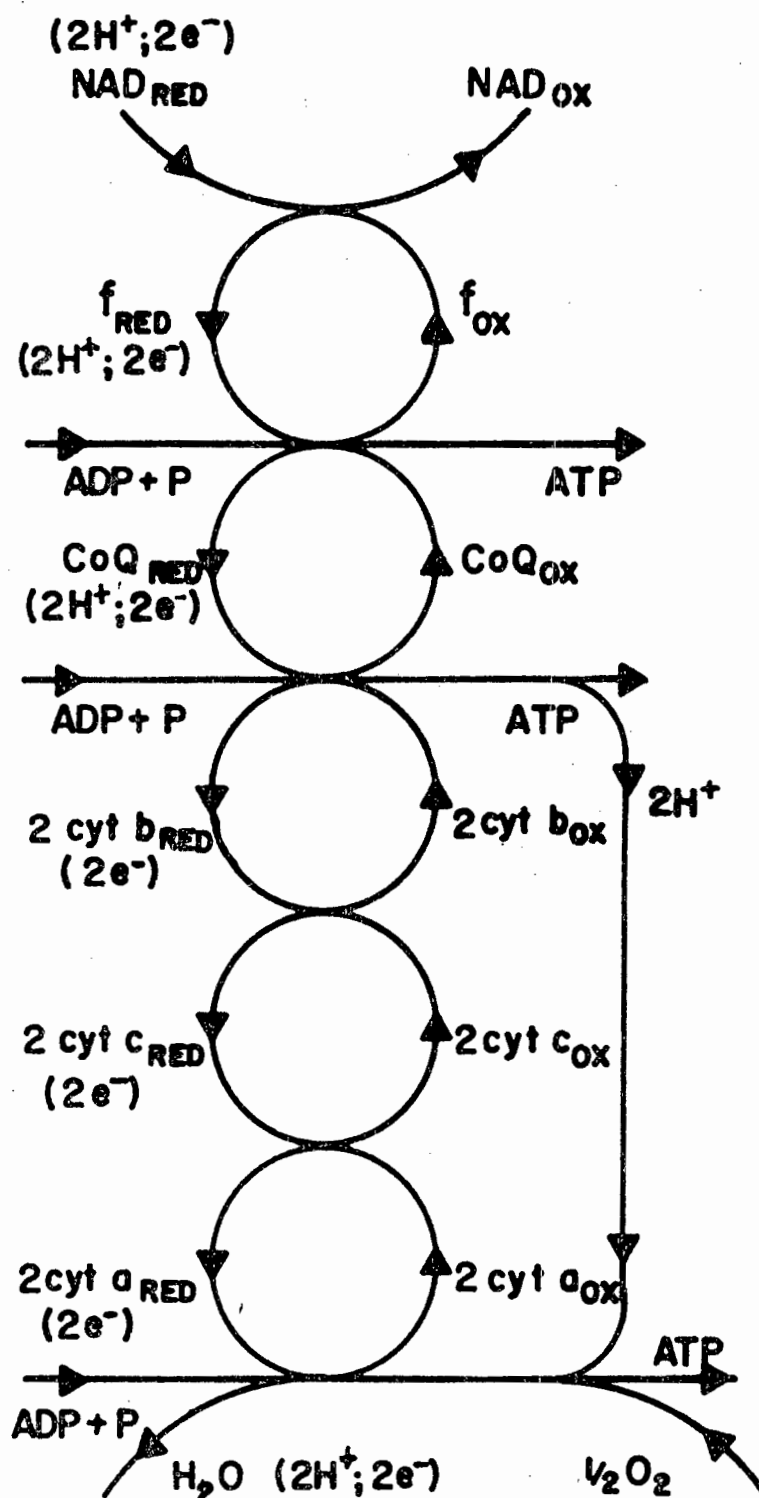 (2H⁺; 2e⁻)
NAD RED NAD OX
f RED f OX
(2H⁺; 2e⁻)
ADP + P ATP
CoQ RED CoQ OX
(2H⁺; 2e⁻)
ADP + P ATP
2H⁺
2 cyt b RED 2 cyt b OX
(2e⁻)
2 cyt c RED 2 cyt c OX
(2e⁻)
2 cyt a RED 2 cyt a OX
(2e⁻)
ATP
ADP + P
H₂O (2H⁺; 2e⁻) ½O₂